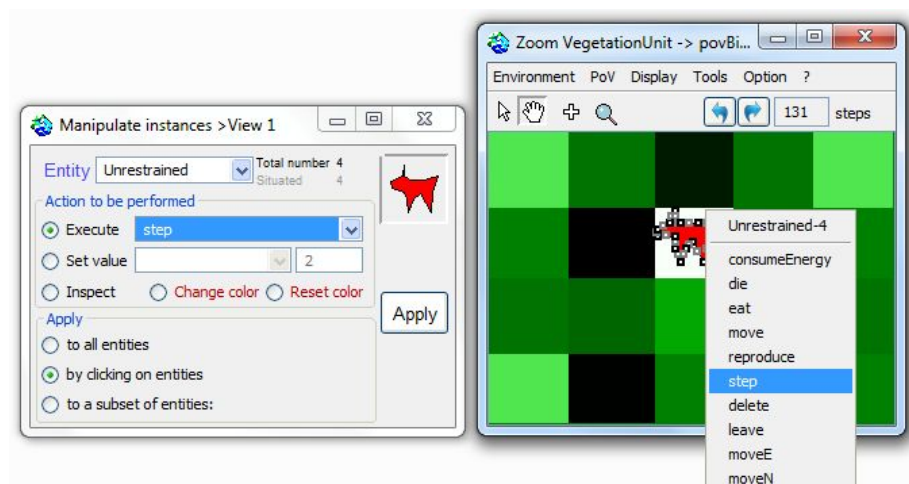 Zoom VegetationUnit -> povBi...
Environment PoV Display Tools Option ?
131 steps
Manipulate instances >View 1
Entity Unrestrained Total number 4
Situated 4
Action to be performed
Execute step
Set value 2
Inspect Change color Reset color
Apply
Apply
to all entities
by clicking on entities
to a subset of entities:
Unrestrained-4
consumeEnergy
die
eat
move
reproduce
step
delete
leave
moveE
moveN